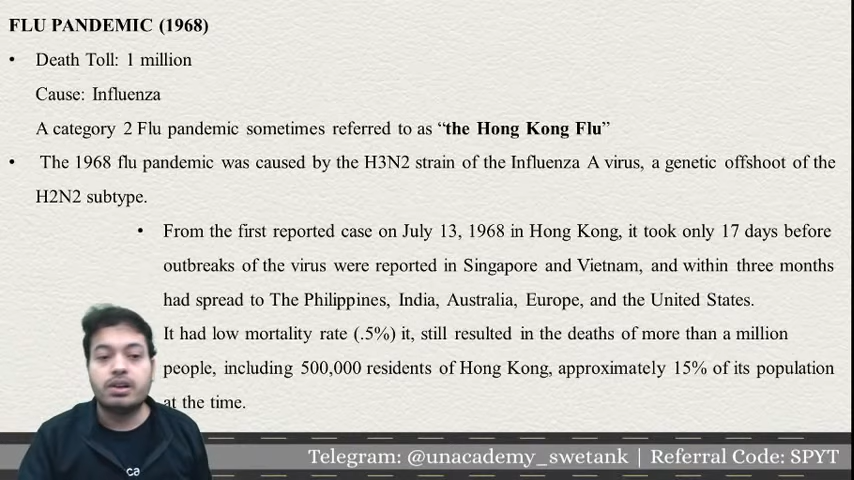 FLU PANDEMIC (1968)
• Death Toll: 1 million
Cause: Influenza
A category 2 Flu pandemic sometimes referred to as “the Hong Kong Flu”
• The 1968 flu pandemic was caused by the H3N2 strain of the Influenza A virus, a genetic offshoot of the
H2N2 subtype.
• From the first reported case on July 13, 1968 in Hong Kong, it took only 17 days before
outbreaks of the virus were reported in Singapore and Vietnam, and within three months
had spread to The Philippines, India, Australia, Europe, and the United States.
It had low mortality rate (.5%) it, still resulted in the deaths of more than a million
people, including 500,000 residents of Hong Kong, approximately 15% of its population
at the time.
ca
Telegram: @unacademy_swetank | Referral Code: SPYT